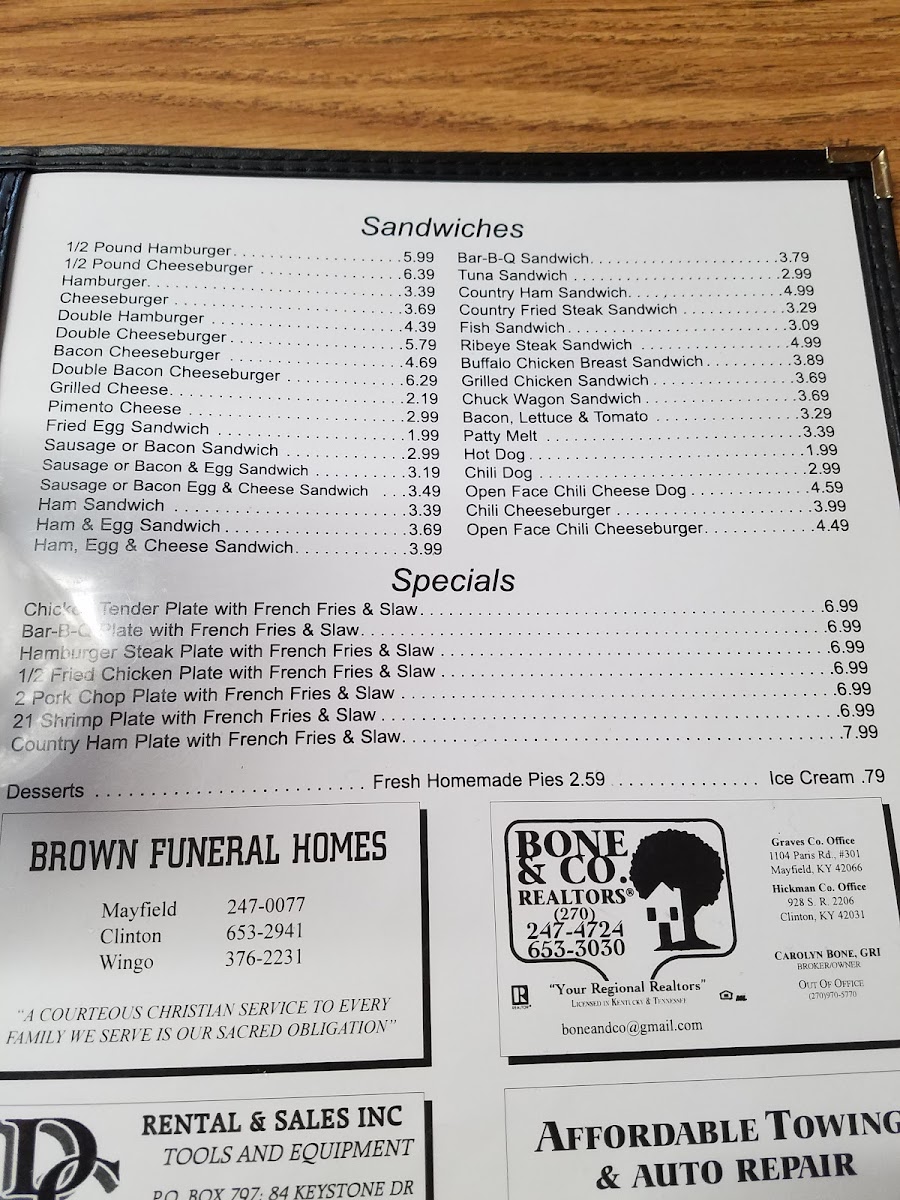 Sandwiches
1/2 Pound Hamburger 5.99
1/2 Pound Cheeseburger 6.39
Hamburger 3.39
Cheeseburger 3.69
Double Hamburger 4.39
Double Cheeseburger 5.79
Bacon Cheeseburger 4.69
Double Bacon Cheeseburger 6.29
Grilled Cheese 2.19
Pimento Cheese 2.99
Fried Egg Sandwich 1.99
Sausage or Bacon Sandwich 2.99
Sausage or Bacon & Egg Sandwich 3.19
Sausage or Bacon Egg & Cheese Sandwich 3.49
Ham Sandwich 3.39
Ham & Egg Sandwich 3.69
Ham, Egg & Cheese Sandwich 3.99
Bar-B-Q Sandwich 3.79
Tuna Sandwich 2.99
Country Ham Sandwich 4.99
Country Fried Steak Sandwich 3.29
Fish Sandwich 3.09
Ribeye Steak Sandwich 4.99
Buffalo Chicken Breast Sandwich 3.89
Grilled Chicken Sandwich 3.69
Chuck Wagon Sandwich 3.69
Bacon, Lettuce & Tomato 3.29
Patty Melt 3.39
Hot Dog 1.99
Chili Dog 2.99
Open Face Chili Cheese Dog 4.59
Chili Cheeseburger 3.99
Open Face Chili Cheeseburger 4.49
Specials
Chicken Tender Plate with French Fries & Slaw 6.99
Bar-B-Q Plate with French Fries & Slaw 6.99
Hamburger Steak Plate with French Fries & Slaw 6.99
1/2 Fried Chicken Plate with French Fries & Slaw 6.99
2 Pork Chop Plate with French Fries & Slaw 6.99
21 Shrimp Plate with French Fries & Slaw 6.99
Country Ham Plate with French Fries & Slaw 7.99
Desserts Fresh Homemade Pies 2.59 Ice Cream .79
BROWN FUNERAL HOMES
Mayfield 247-0077
Clinton 653-2941
Wingo 376-2231
"A COURTEOUS CHRISTIAN SERVICE TO EVERY
FAMILY WE SERVE IS OUR SACRED OBLIGATION"
BONE
& CO.
REALTORS®
(270)
247-4724
653-3030
"Your Regional Realtors"
LICENSED IN KENTUCKY & TENNESSEE
boneandco@gmail.com
Graves Co. Office
1104 Paris Rd., #301
Mayfield, KY 42066
Hickman Co. Office
928 S. R. 2206
Clinton, KY 42031
CAROLYN BONE, GRI
BROKER/OWNER
OUT OF OFFICE
(270)970-5770
RENTAL & SALES INC
TOOLS AND EQUIPMENT
P.O. BOX 797; 84 KEYSTONE DR
AFFORDABLE TOWING
& AUTO REPAIR